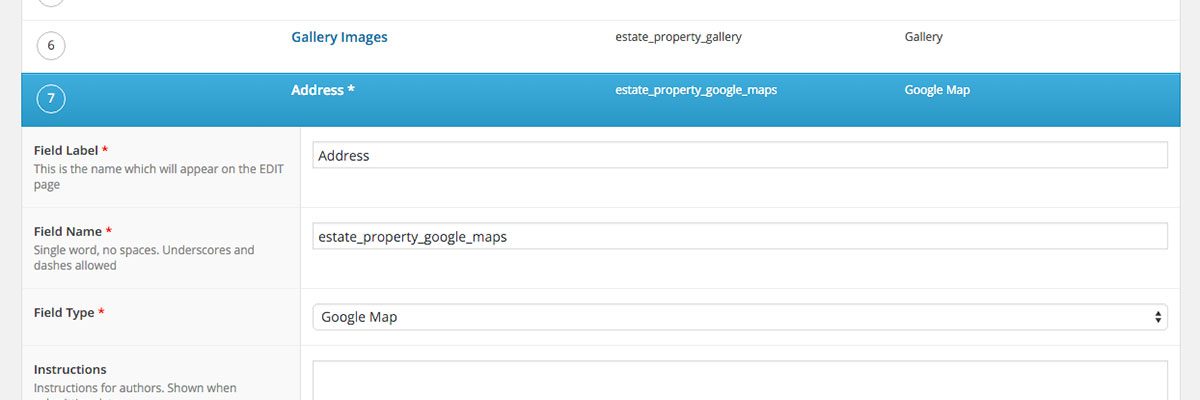 6 Gallery Images estate_property_gallery Gallery
7 Address * estate_property_google_maps Google Map
Field Label *
This is the name which will appear on the EDIT
page
Address
Field Name *
Single word, no spaces. Underscores and
dashes allowed
estate_property_google_maps
Field Type *
Google Map
Instructions
Instructions for authors. Shown when